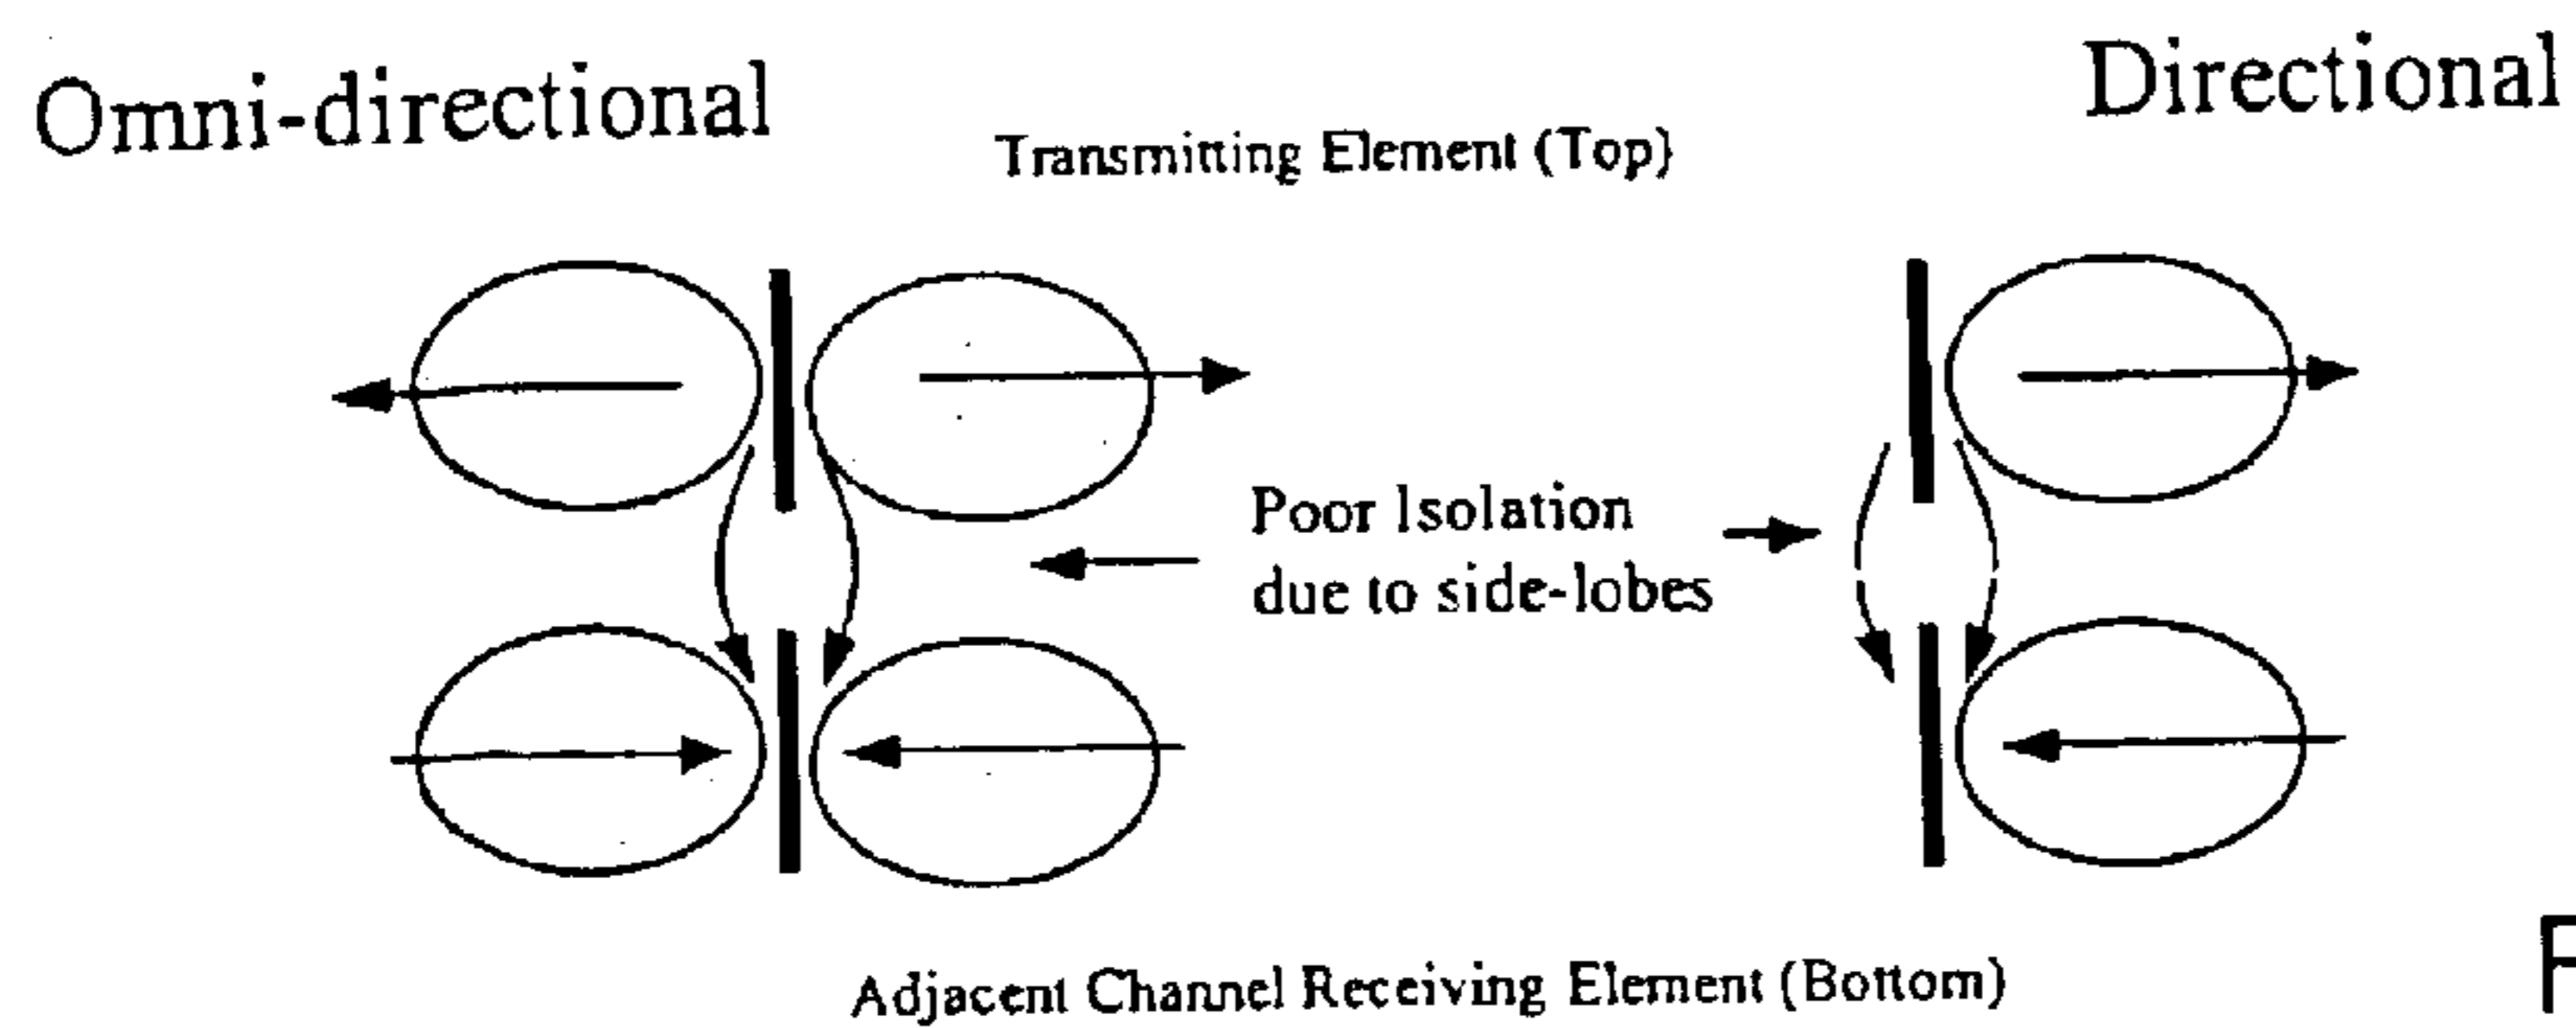 Omni-directional
Directional
Transmitting Element (Top)
Poor Isolation
due to side-lobes
Adjacent Channel Receiving Element (Bottom)
F